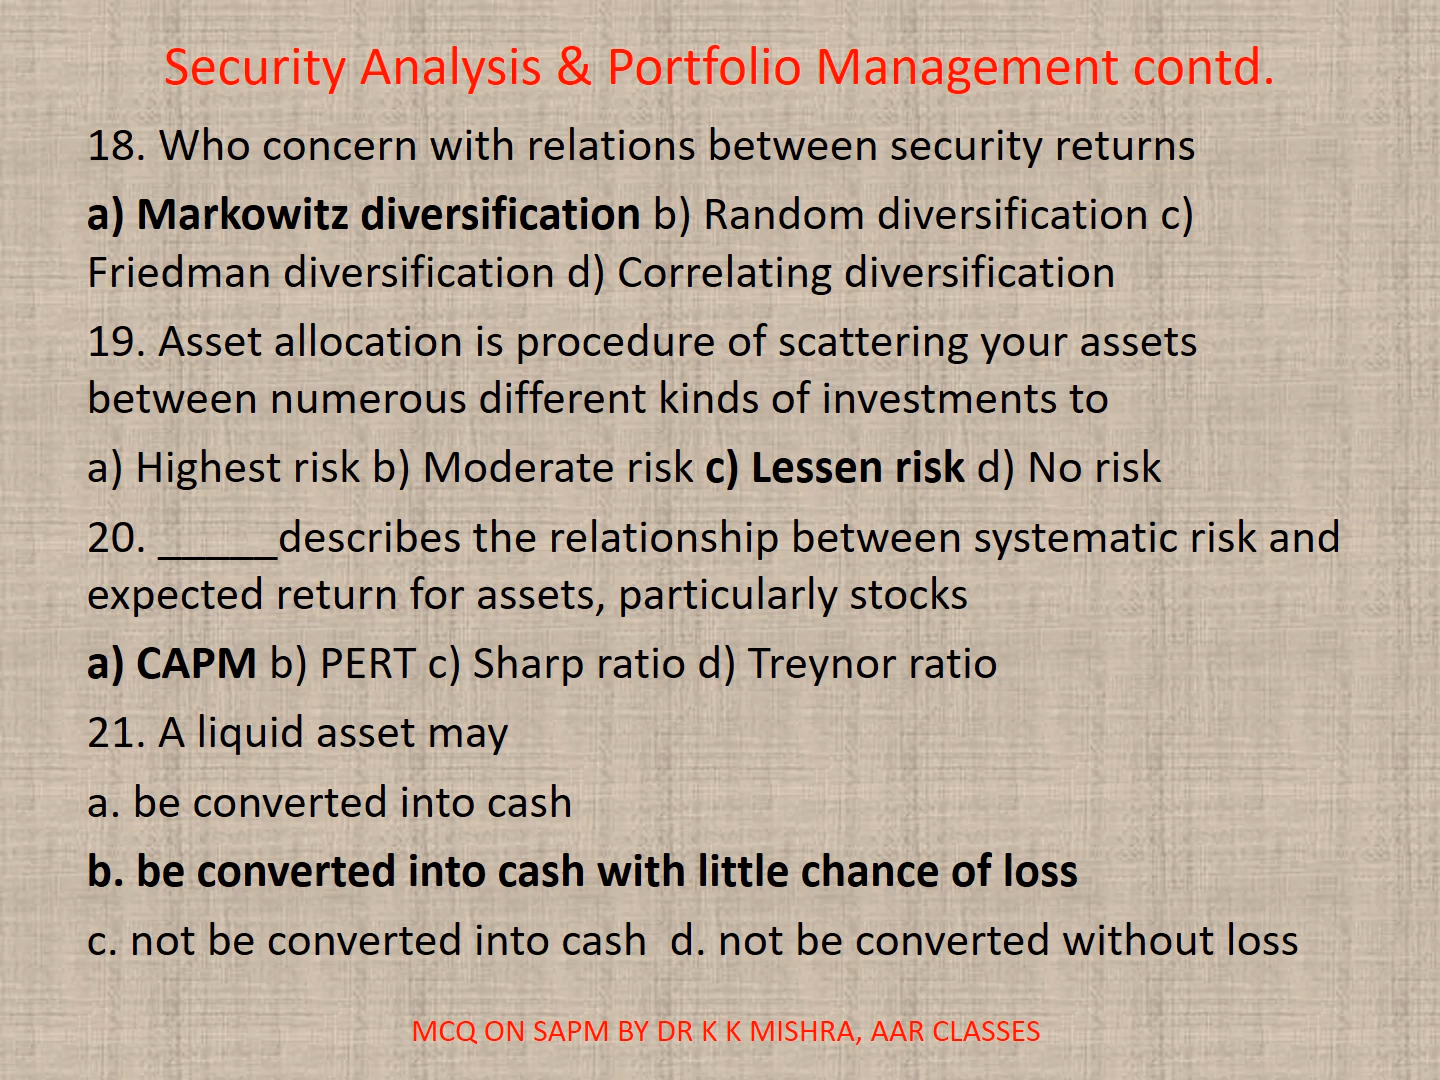 Security Analysis & Portfolio Management contd.
18. Who concern with relations between security returns
a) Markowitz diversification b) Random diversification c)
Friedman diversification d) Correlating diversification
19. Asset allocation is procedure of scattering your assets
between numerous different kinds of investments to
a) Highest risk b) Moderate risk c) Lessen risk d) No risk
20. _____describes the relationship between systematic risk and
expected return for assets, particularly stocks
a) CAPM b) PERT c) Sharp ratio d) Treynor ratio
21. A liquid asset may
a. be converted into cash
b. be converted into cash with little chance of loss
c. not be converted into cash  d. not be converted without loss
MCQ ON SAPM BY DR K K MISHRA, AAR CLASSES